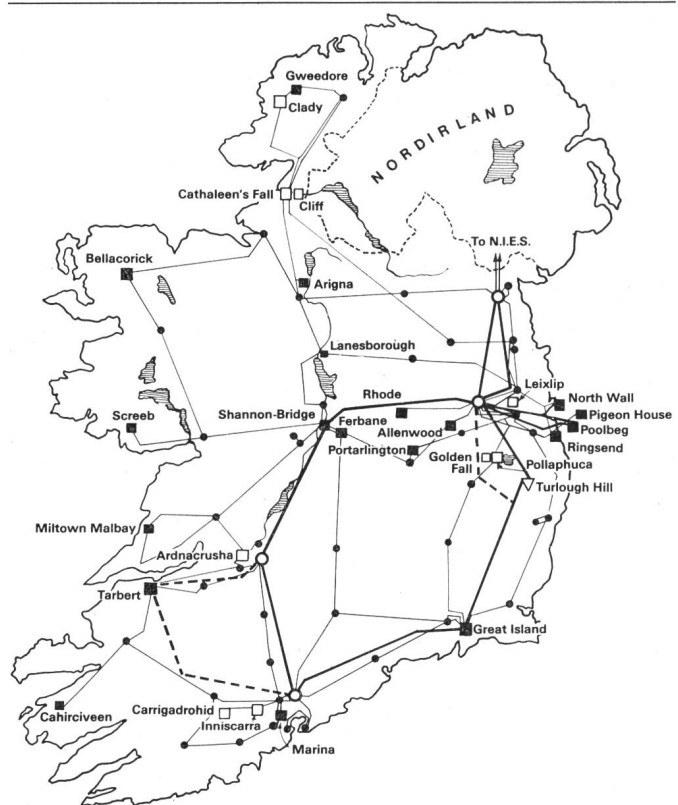 Gweedore
Clady
NORDIRLAND
Cathaleen's Fall
Cliff
To N.I.E.S.
Bellacorick
Arigna
Lanesborough
Leixlip
Rhode
North Wall
Screeb
Shannon-Bridge
Ferbane
Allenwood
Pigeon House
Poolbeg
Portarlington
Ringsend
Golden
Fall
Pollaphuca
Turlough Hill
Miltown Malbay
Ardnacrusha
Tarbert
Great Island
Carrigadrohid
Cahirciveen
Inniscarra
Marina